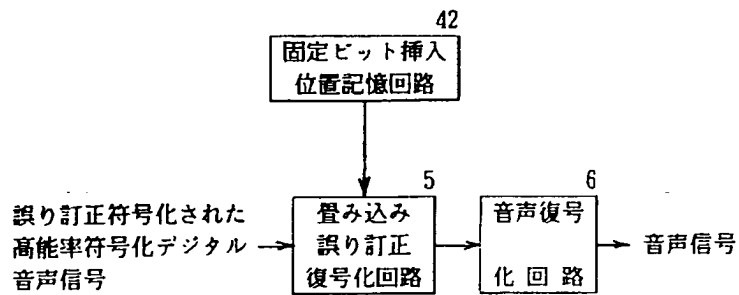 42
固定ビット挿入
位置記憶回路
5
6
誤り訂正符号化された
高能率符号化デジタル
音声信号
畳み込み
誤り訂正
復号化回路
音声復号
化回路
音声信号